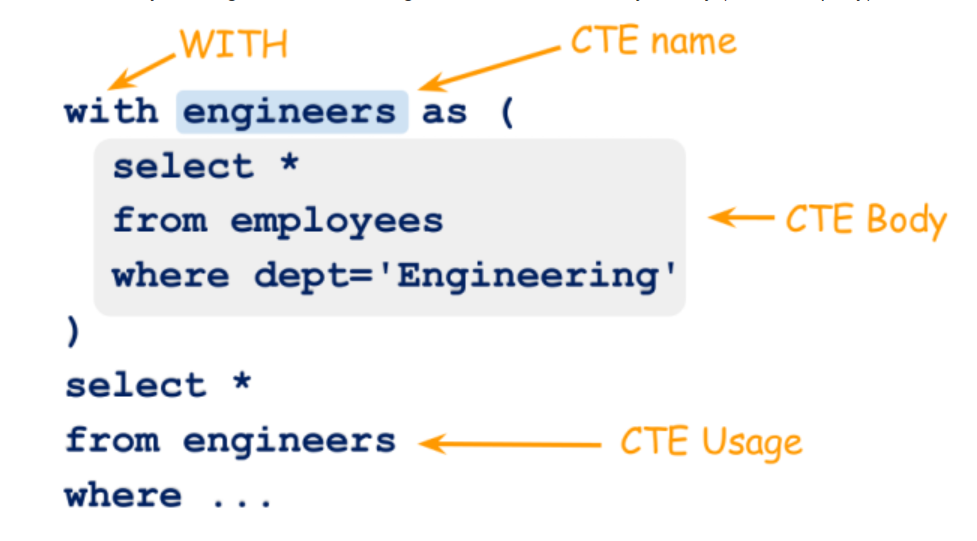 WITH
CTE name
with engineers as (
select *
from employees
where dept='Engineering'
CTE Body
)
select *
from engineers
CTE Usage
where ...